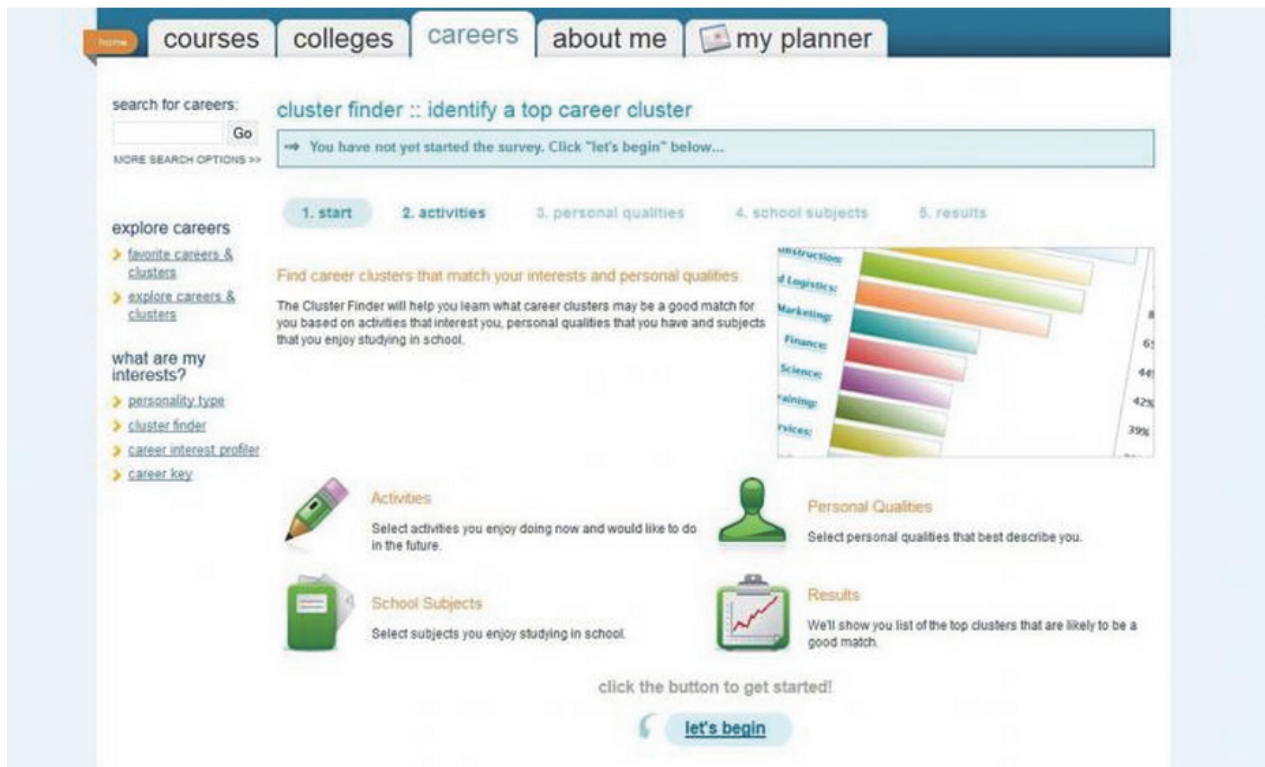 home
courses
colleges
careers
about me
my planner
search for careers:
Go
MORE SEARCH OPTIONS >>
explore careers
favorite careers &
clusters
explore careers &
clusters
what are my
interests?
personality type
cluster finder
career interest profiler
career key
cluster finder :: identify a top career cluster
You have not yet started the survey. Click "let's begin" below...
1. start
2. activities
3. personal qualities
4. school subjects
5. results
Find career clusters that match your interests and personal qualities
The Cluster Finder will help you learn what career clusters may be a good match for
you based on activities that interest you, personal qualities that you have and subjects
that you enjoy studying in school.
nstruction:
d Logistics:
Marketing:
Finance:
Science:
raining:
rvices:
44
42%
39%
Activities
Select activities you enjoy doing now and would like to do
in the future.
Personal Qualities
Select personal qualities that best describe you.
School Subjects
Select subjects you enjoy studying in school.
Results
We'll show you list of the top clusters that are likely to be a
good match.
click the button to get started!
let's begin